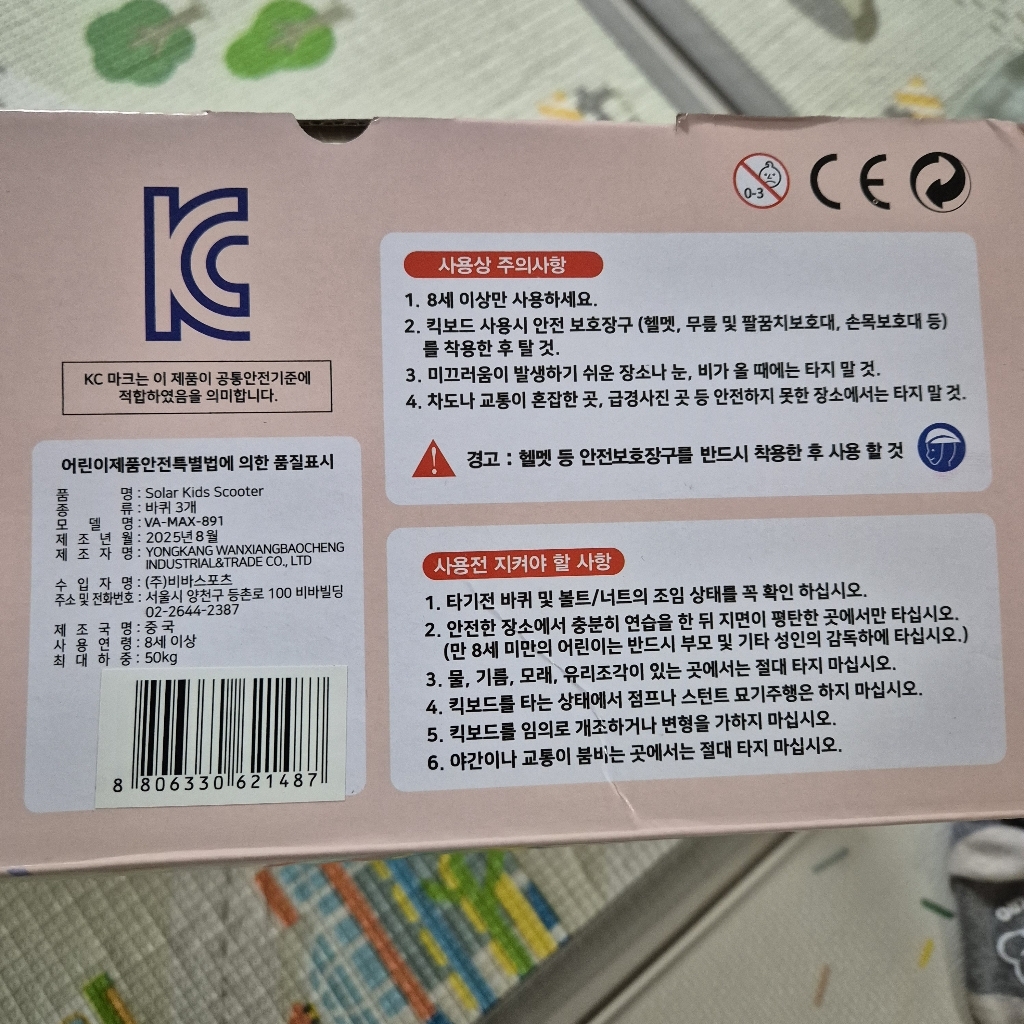 KC
KC 마크는 이 제품이 공통안전기준에
적합하였음을 의미합니다.
어린이제품안전특별법에 의한 품질표시
품 명 : Solar Kids Scooter
종 류 : 바퀴 3개
모 델 명 : VA-MAX-891
제 조 년 월 : 2025년 8월
제 조 자 명 : YONGKANG WANXIANGBAOCHENG
INDUSTRIAL&TRADE CO., LTD
수 입 자 명 : (주)비바스포츠
주소 및 전화번호 : 서울시 양천구 등촌로 100 비바빌딩
02-2644-2387
제 조 국 명 : 중 국
사 용 연 령 : 8세 이상
최 대 하 중 : 50kg
8 806330 621487
0-3
CE
사용상 주의사항
1. 8세 이상만 사용하세요.
2. 킥보드 사용시 안전 보호장구 (헬멧, 무릎 및 팔꿈치보호대, 손목보호대 등)
를 착용한 후 탈 것.
3. 미끄러움이 발생하기 쉬운 장소나 눈, 비가 올 때에는 타지 말 것.
4. 차도나 교통이 혼잡한 곳, 급경사진 곳 등 안전하지 못한 장소에서는 타지 말 것.
경고 : 헬멧 등 안전보호장구를 반드시 착용한 후 사용 할 것
사용전 지켜야 할 사항
1. 타기전 바퀴 및 볼트/너트의 조임 상태를 꼭 확인 하십시오.
2. 안전한 장소에서 충분히 연습을 한 뒤 지면이 평탄한 곳에서만 타십시오.
(만 8세 미만의 어린이는 반드시 부모 및 기타 성인의 감독하에 타십시오.)
3. 물, 기름, 모래, 유리조각이 있는 곳에서는 절대 타지 마십시오.
4. 킥보드를 타는 상태에서 점프나 스턴트 묘기주행은 하지 마십시오.
5. 킥보드를 임의로 개조하거나 변형을 가하지 마십시오.
6. 야간이나 교통이 붐비는 곳에서는 절대 타지 마십시오.